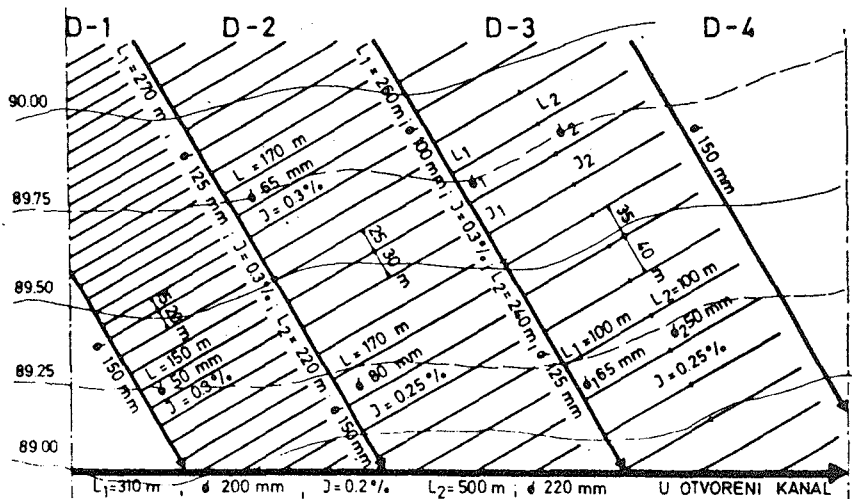 D-1 D-2 D-3 D-4
90.00
89.75
89.50
89.25
89.00
L₁=270 m ; ø 125 mm ; J=0.3% ; L₂=220 m ; ø 150 mm
L₁=260 m ; ø 100 mm ; J=0.3% ; L₂=240 m ; ø 125 mm
ø 150 mm
ø 150 mm
L=170 m
ø 65 mm
J=0.3%
L₁ L₂
ø1 ø2
J1 J2
25 30 m
35 40 m
L=150 m
ø 50 mm
J=0.3%
L=170 m
ø 80 mm
J=0.25%
L₁=100 m L₂=100 m
ø₁65 mm ø₂50 mm
J=0.25%
L₁=310 m , ø 200 mm ; J=0.2% L₂=500 m ; ø 220 mm U OTVORENI KANAL